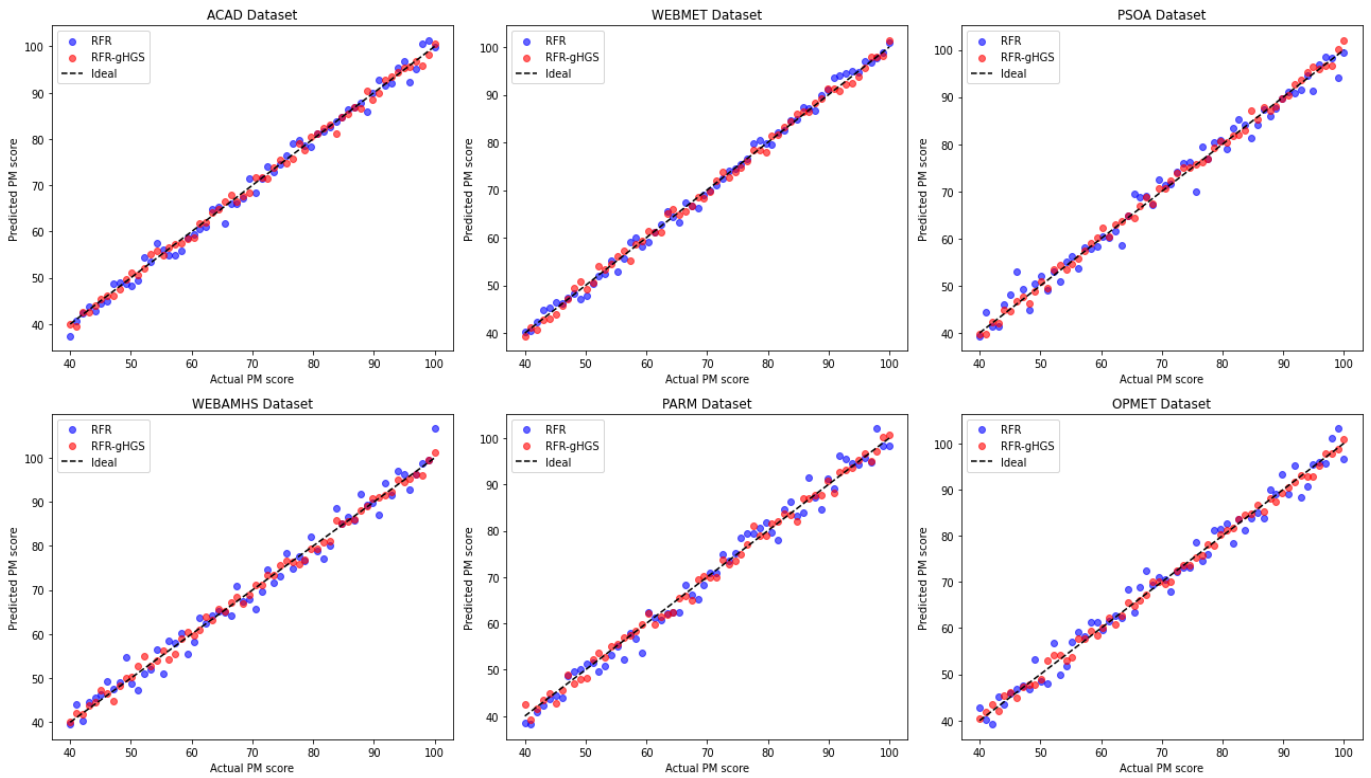 ACAD Dataset
RFR
RFR-gHGS
Ideal
100
90
80
70
60
50
40
Predicted PM score
40 50 60 70 80 90 100
Actual PM score
WEBMET Dataset
RFR
RFR-gHGS
Ideal
100
90
80
70
60
50
40
Predicted PM score
40 50 60 70 80 90 100
Actual PM score
PSOA Dataset
RFR
RFR-gHGS
Ideal
100
90
80
70
60
50
40
Predicted PM score
40 50 60 70 80 90 100
Actual PM score
WEBAMHS Dataset
RFR
RFR-gHGS
Ideal
110
100
90
80
70
60
50
40
Predicted PM score
40 50 60 70 80 90 100
Actual PM score
PARM Dataset
RFR
RFR-gHGS
Ideal
100
90
80
70
60
50
40
Predicted PM score
40 50 60 70 80 90 100
Actual PM score
OPMET Dataset
RFR
RFR-gHGS
Ideal
100
90
80
70
60
50
40
Predicted PM score
40 50 60 70 80 90 100
Actual PM score